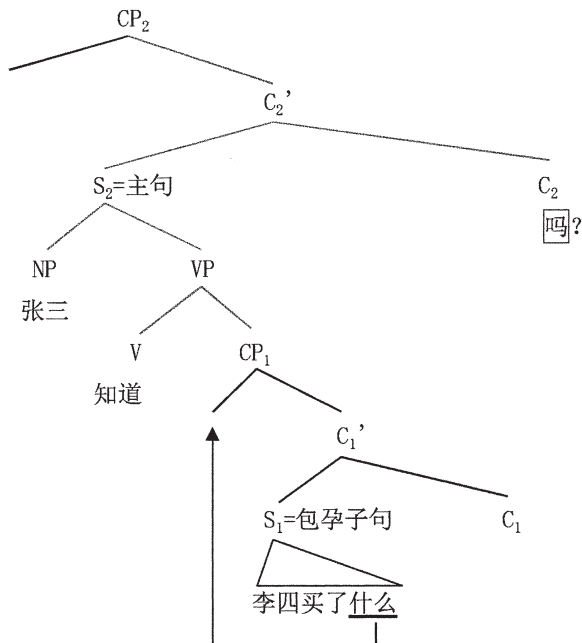 CP₂
C₂'
S₂=主句 C₂
吗?
NP VP
张三
V CP₁
知道
C₁'
S₁=包孕子句 C₁
李四买了什么